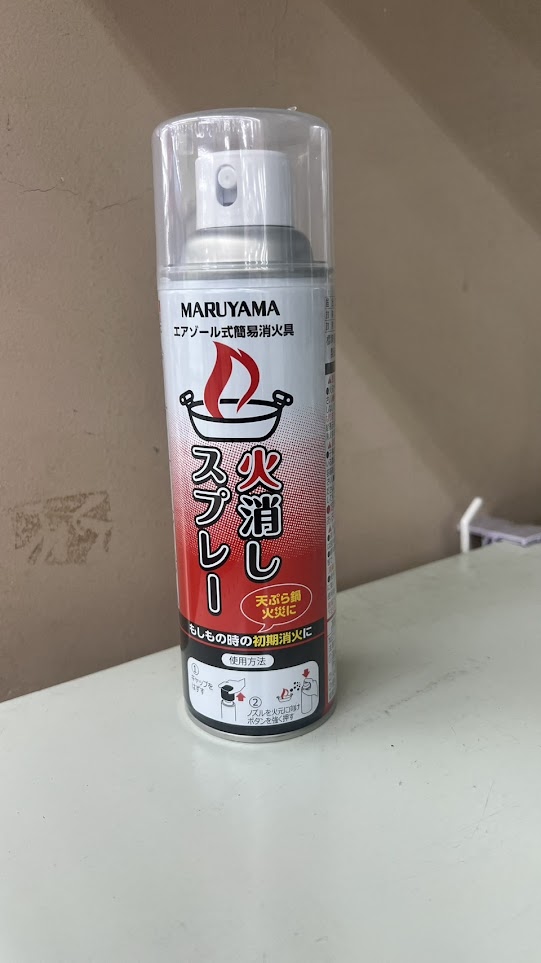 MARUYAMA
エアゾール式簡易消火具
火消し
スプレー
天ぷら鍋
火災に
もしもの時の初期消火に
使用方法
①
キャップを
はずす
②
ノズルを火元に向け
ボタンを強く押す